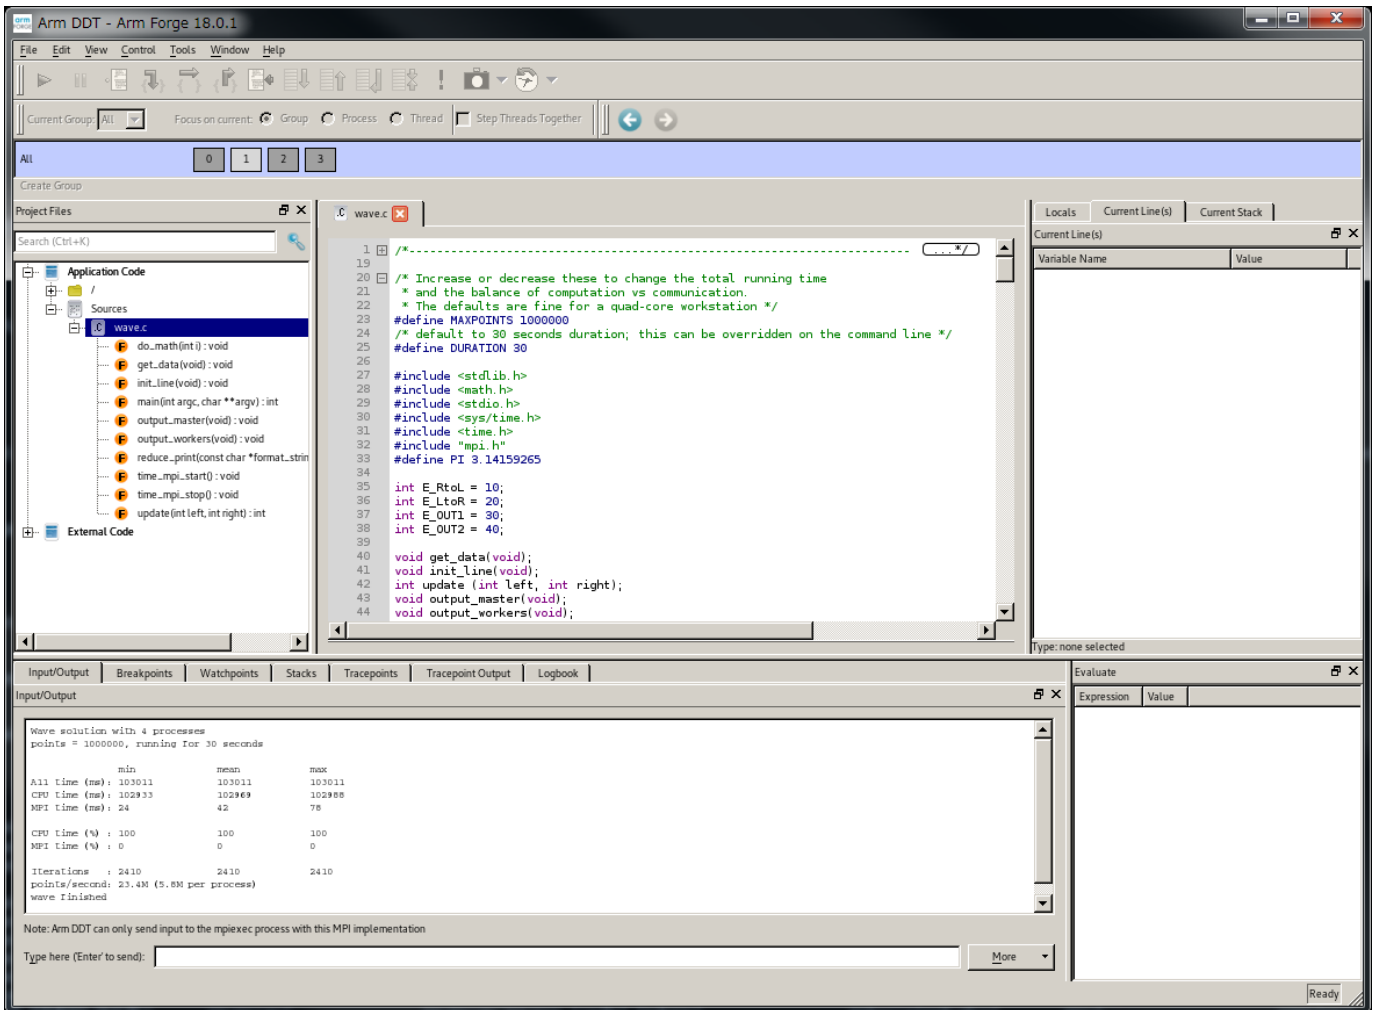 Arm DDT - Arm Forge 18.0.1
File Edit View Control Tools Window Help
Current Group: All Focus on current: Group Process Thread Step Threads Together
All 0 1 2 3
Create Group
Project Files
Search (Ctrl+K)
Application Code
/
Sources
wave.c
do_math(int i) : void
get_data(void) : void
init_line(void) : void
main(int argc, char **argv) : int
output_master(void) : void
output_workers(void) : void
reduce_print(const char *format_strin
time_mpi_start() : void
time_mpi_stop() : void
update(int left, int right) : int
External Code
.C wave.c
1 /*------------------------------------------------------------------------ ...*/
19
20 /* Increase or decrease these to change the total running time
21 * and the balance of computation vs communication.
22 * The defaults are fine for a quad-core workstation */
23 #define MAXPOINTS 1000000
24 /* default to 30 seconds duration; this can be overridden on the command line */
25 #define DURATION 30
26
27 #include <stdlib.h>
28 #include <math.h>
29 #include <stdio.h>
30 #include <sys/time.h>
31 #include <time.h>
32 #include "mpi.h"
33 #define PI 3.14159265
34
35 int E_RtoL = 10;
36 int E_LtoR = 20;
37 int E_OUT1 = 30;
38 int E_OUT2 = 40;
39
40 void get_data(void);
41 void init_line(void);
42 int update (int left, int right);
43 void output_master(void);
44 void output_workers(void);
Locals Current Line(s) Current Stack
Current Line(s)
Variable Name Value
Type: none selected
Input/Output Breakpoints Watchpoints Stacks Tracepoints Tracepoint Output Logbook
Input/Output
Wave solution with 4 processes
points = 1000000, running for 30 seconds
min mean max
All time (ms): 103011 103011 103011
CPU time (ms): 102933 102969 102988
MPI time (ms): 24 42 78
CPU time (%) : 100 100 100
MPI time (%) : 0 0 0
Iterations : 2410 2410 2410
points/second: 23.4M (5.8M per process)
wave finished
Note: Arm DDT can only send input to the mpiexec process with this MPI implementation
Type here ('Enter' to send): More
Evaluate
Expression Value
Ready